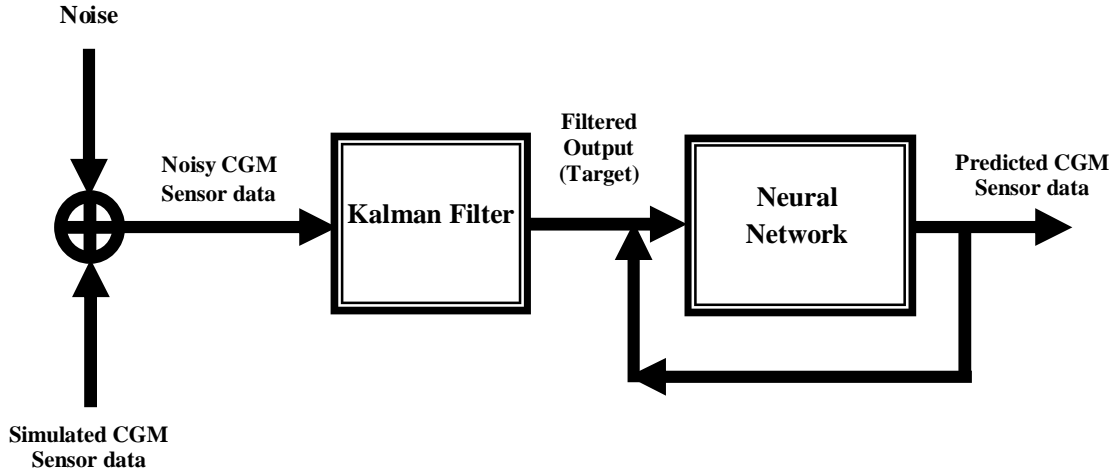 Noise
Noisy CGM
Sensor data
Kalman Filter
Filtered
Output
(Target)
Neural
Network
Predicted CGM
Sensor data
Simulated CGM
Sensor data